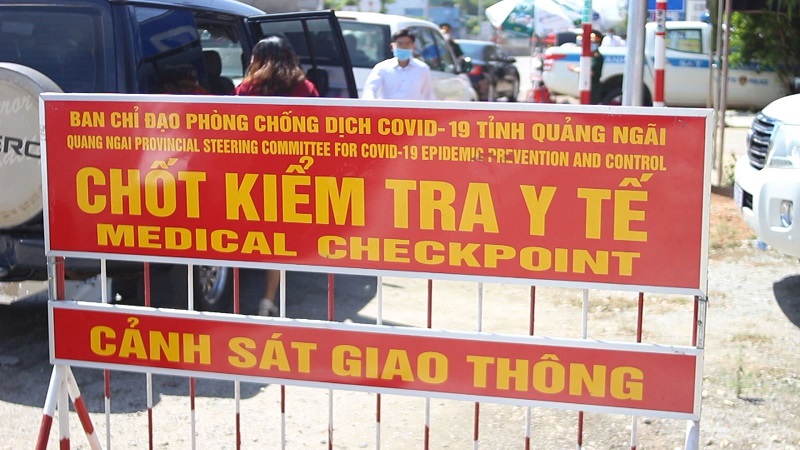 BAN CHỈ ĐẠO PHÒNG CHỐNG DỊCH COVID-19 TỈNH QUẢNG NGÃI
QUANG NGAI PROVINCIAL STEERING COMMITTEE FOR COVID-19 EPIDEMIC PREVENTION AND CONTROL
CHỐT KIỂM TRA Y TẾ
MEDICAL CHECKPOINT
CẢNH SÁT GIAO THÔNG